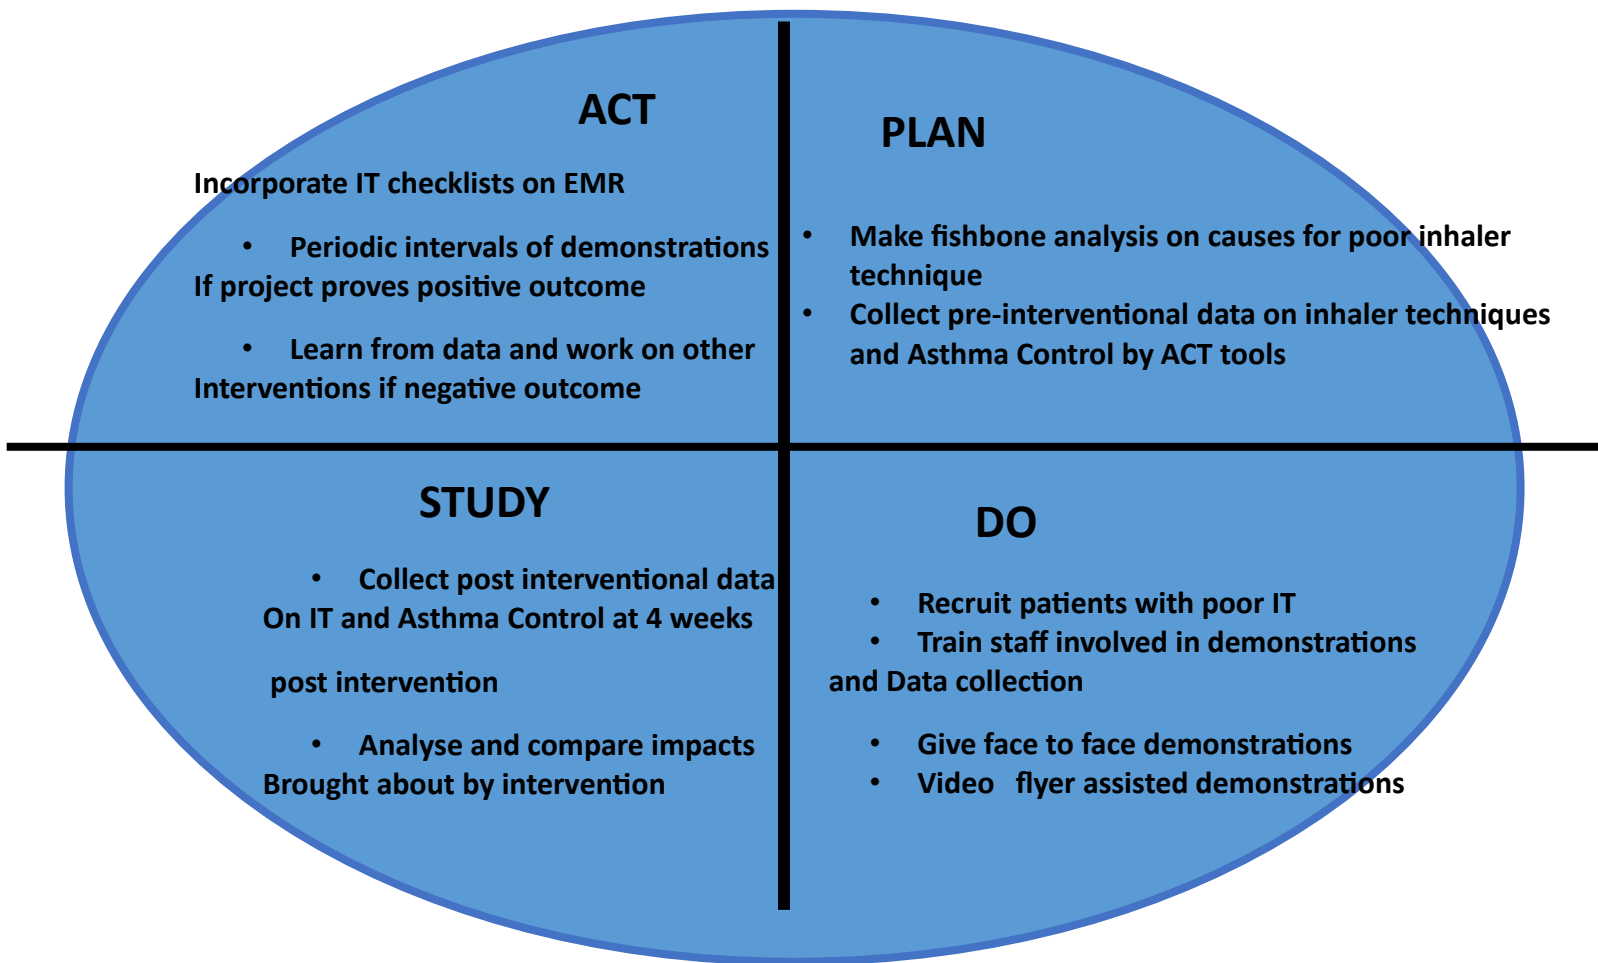 ACT
Incorporate IT checklists on EMR
• Periodic intervals of demonstrations
If project proves positive outcome
• Learn from data and work on other
Interventions if negative outcome
PLAN
• Make fishbone analysis on causes for poor inhaler
technique
• Collect pre-interventional data on inhaler techniques
and Asthma Control by ACT tools
STUDY
• Collect post interventional data
On IT and Asthma Control at 4 weeks
post intervention
• Analyse and compare impacts
Brought about by intervention
DO
• Recruit patients with poor IT
• Train staff involved in demonstrations
and Data collection
• Give face to face demonstrations
• Video flyer assisted demonstrations